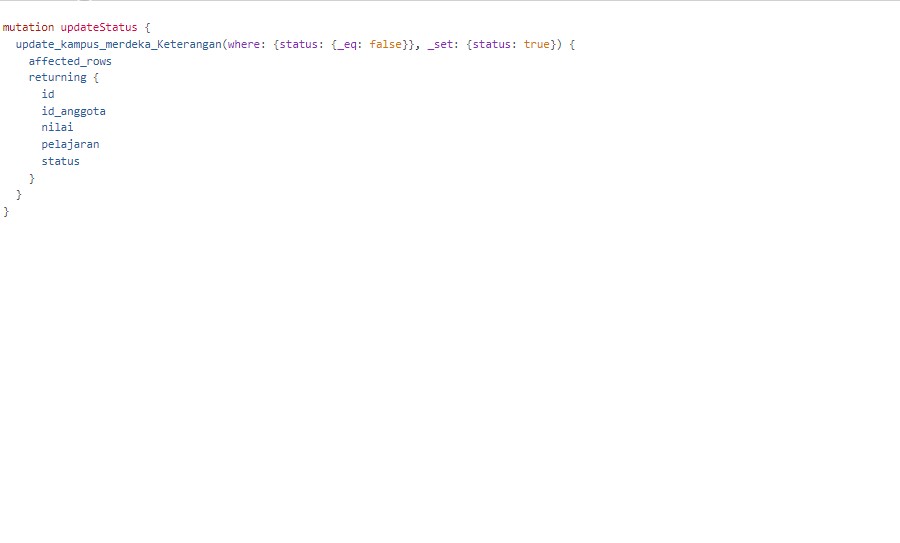 mutation updateStatus {
  update_kampus_merdeka_Keterangan(where: {status: {_eq: false}}, _set: {status: true}) {
    affected_rows
    returning {
      id
      id_anggota
      nilai
      pelajaran
      status
    }
  }
}